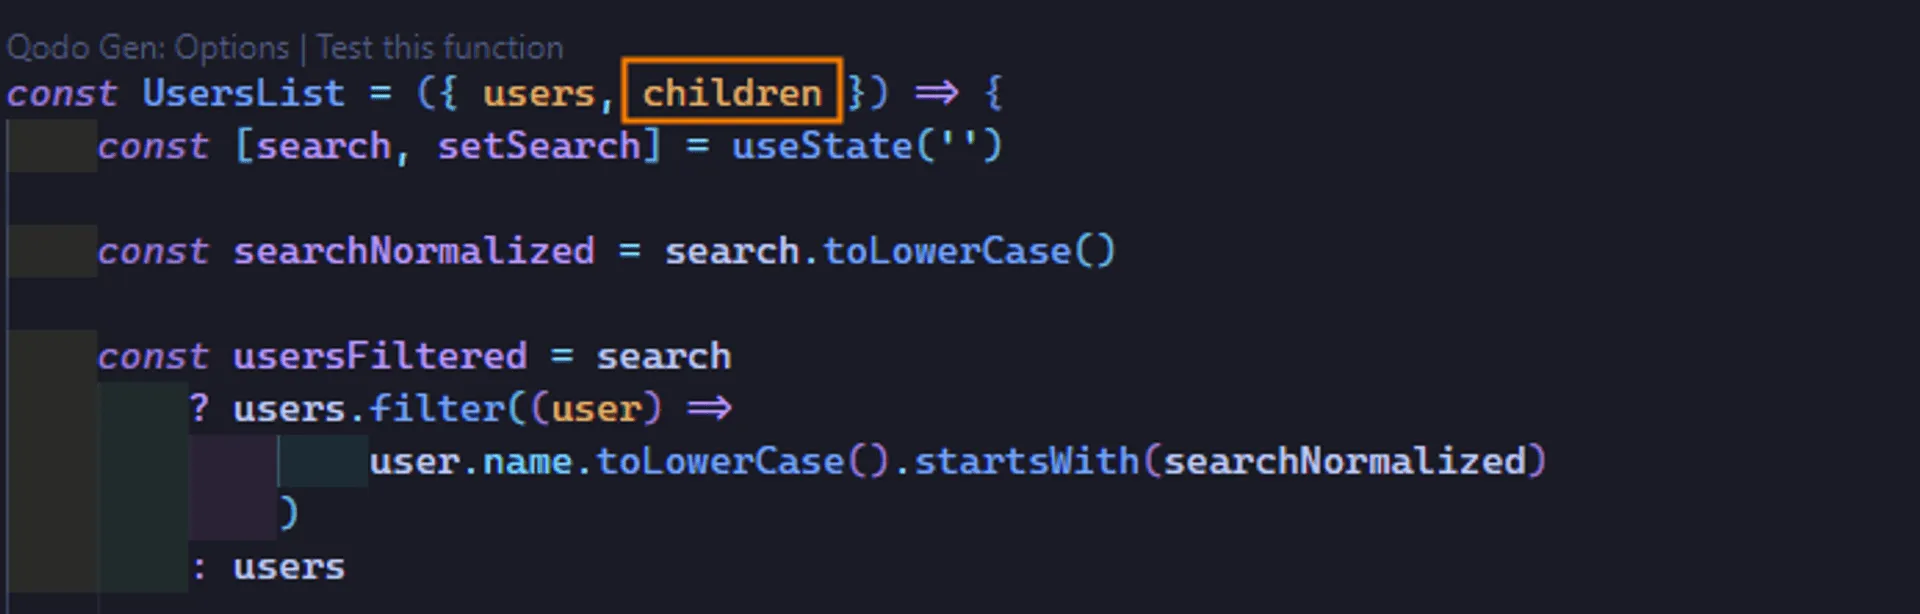 Qodo Gen: Options | Test this function
const UsersList = ({ users, children }) => {
const [search, setSearch] = useState('')
const searchNormalized = search.toLowerCase()
const usersFiltered = search
? users.filter((user) =>
user.name.toLowerCase().startsWith(searchNormalized)
)
: users